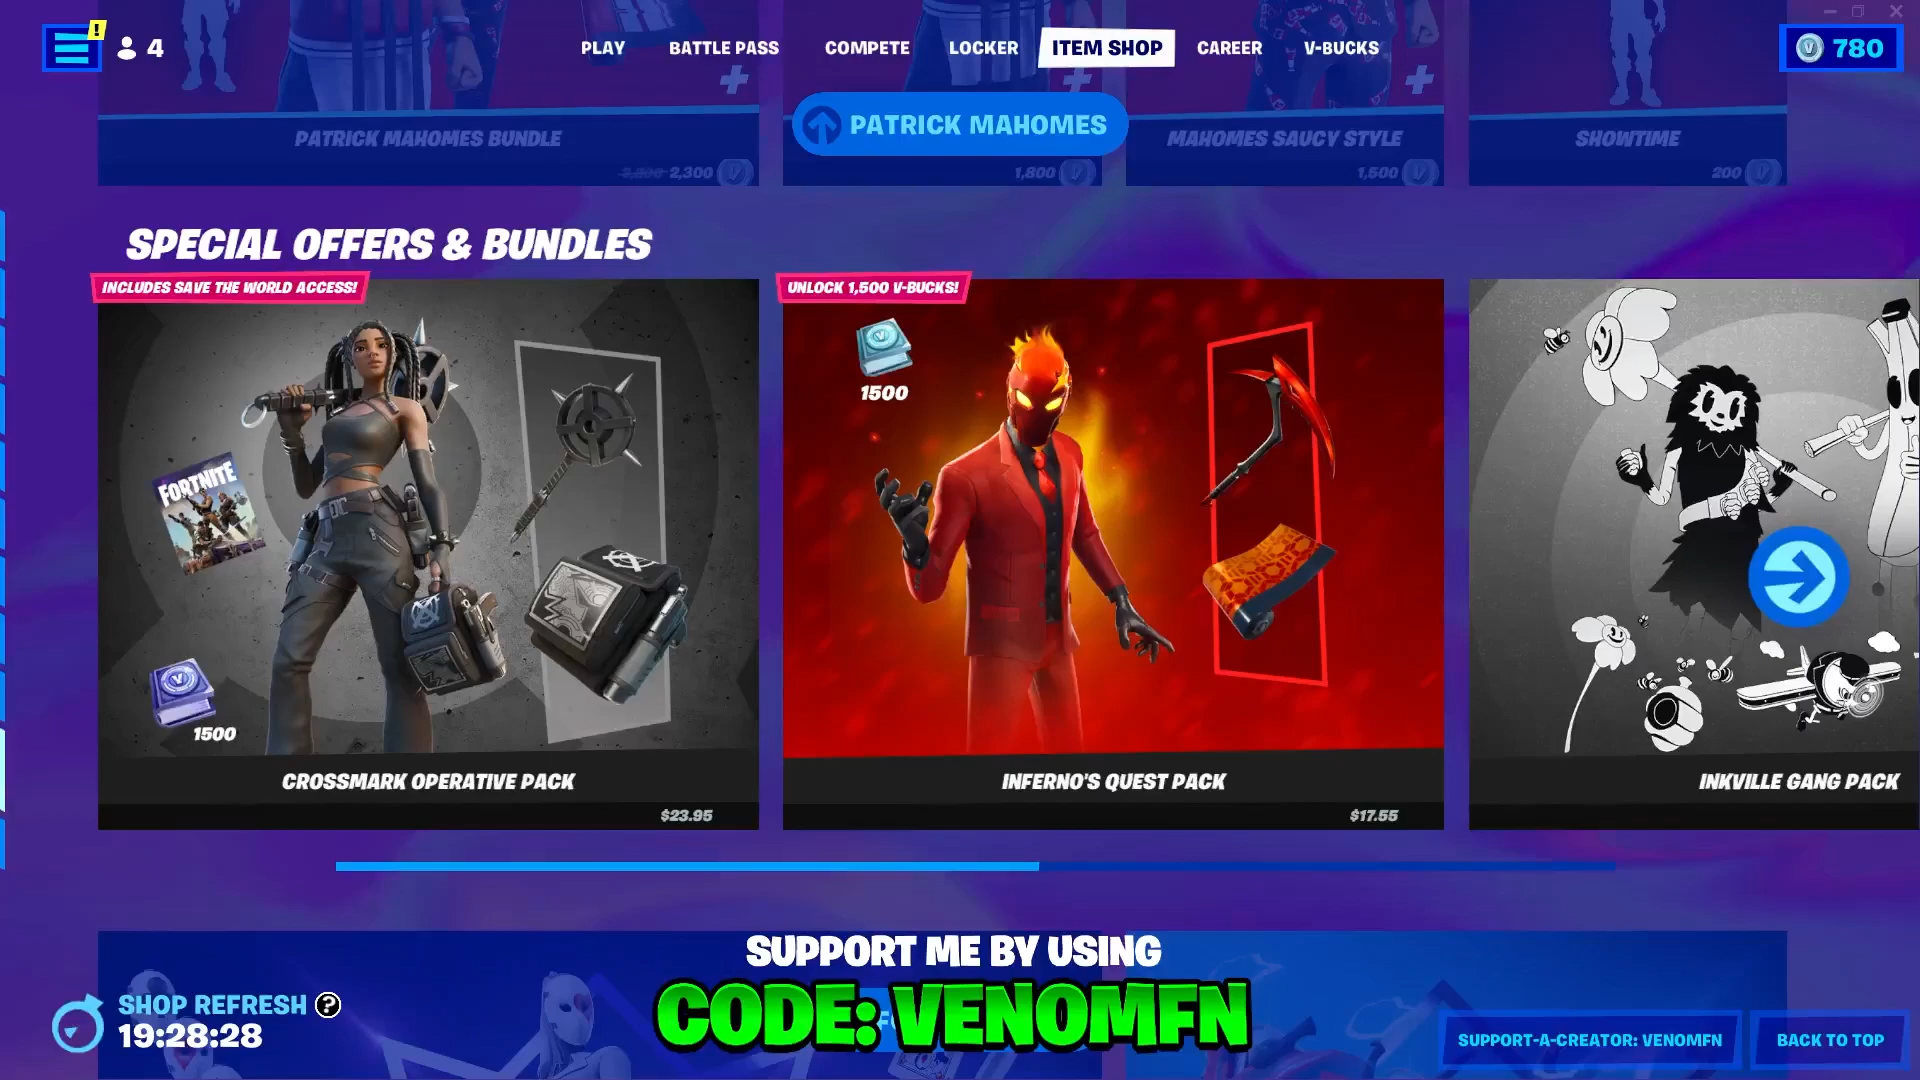 !
4
PLAY
BATTLE PASS
COMPETE
LOCKER
ITEM SHOP
CAREER
V-BUCKS
780
PATRICK MAHOMES
PATRICK MAHOMES BUNDLE
MAHOMES SAUCY STYLE
SHOWTIME
2,300
1,800
1,500
200
SPECIAL OFFERS & BUNDLES
INCLUDES SAVE THE WORLD ACCESS!
UNLOCK 1,500 V-BUCKS!
1500
FORTNITE
1500
CROSSMARK OPERATIVE PACK
INFERNO'S QUEST PACK
INKVILLE GANG PACK
$23.95
$17.55
SUPPORT ME BY USING
CODE: VENOMFN
SHOP REFRESH ?
19:28:28
SUPPORT-A-CREATOR: VENOMFN
BACK TO TOP